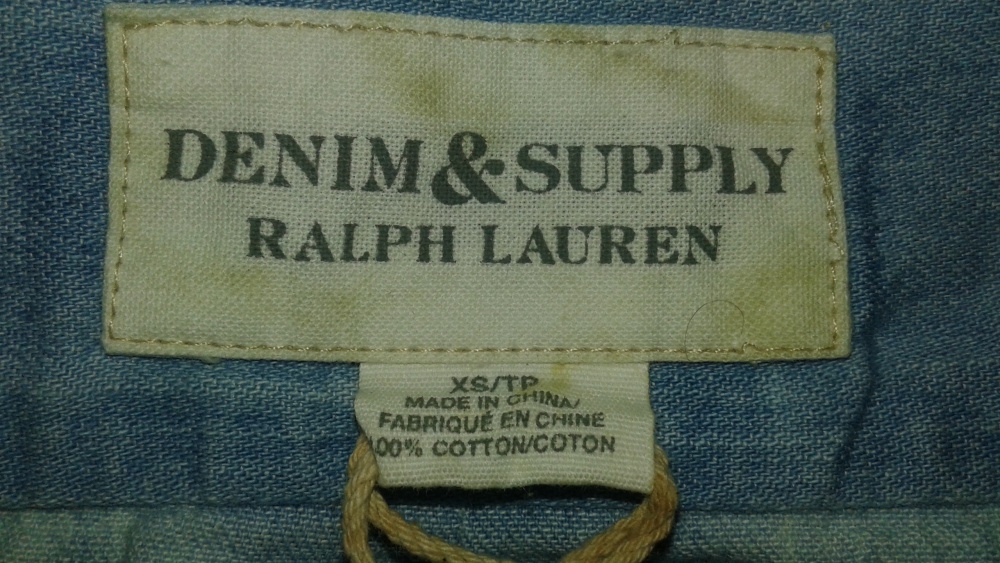 DENIM & SUPPLY
RALPH LAUREN
XS/TP
MADE IN CHINA/
FABRIQUÉ EN CHINE
100% COTTON/COTON